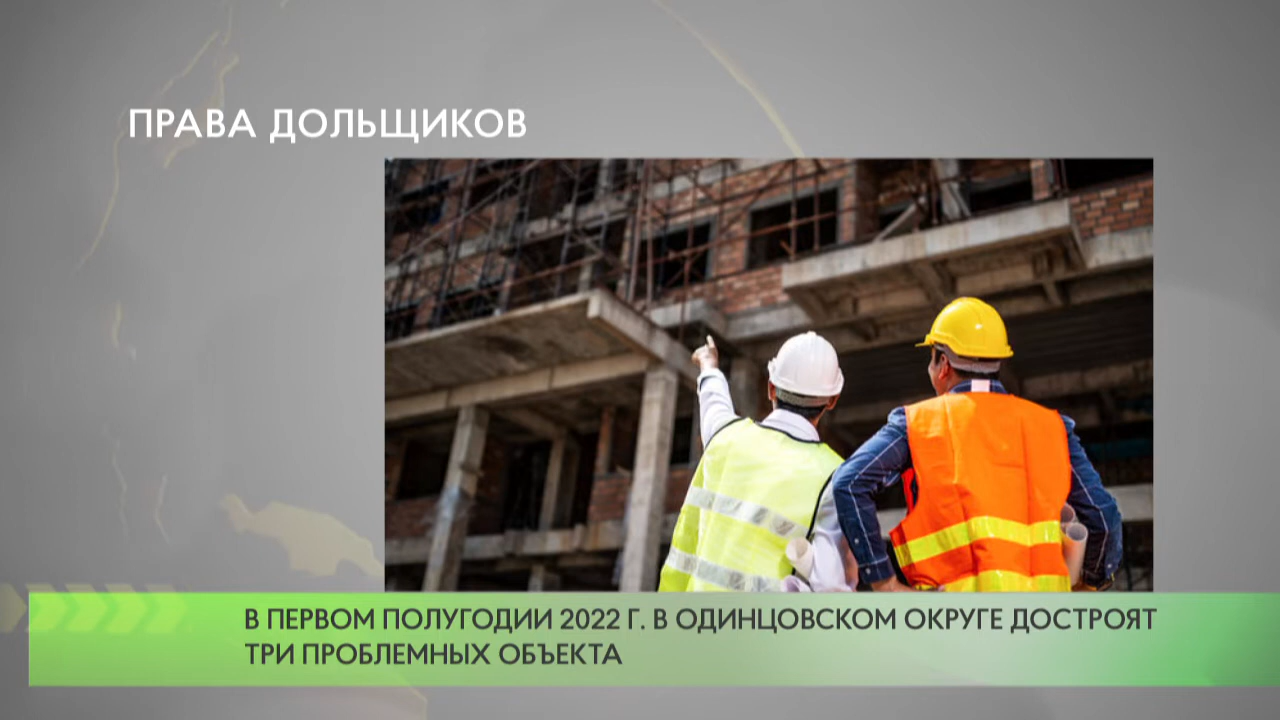 ПРАВА ДОЛЬЩИКОВ
В ПЕРВОМ ПОЛУГОДИИ 2022 Г. В ОДИНЦОВСКОМ ОКРУГЕ ДОСТРОЯТ
ТРИ ПРОБЛЕМНЫХ ОБЪЕКТА